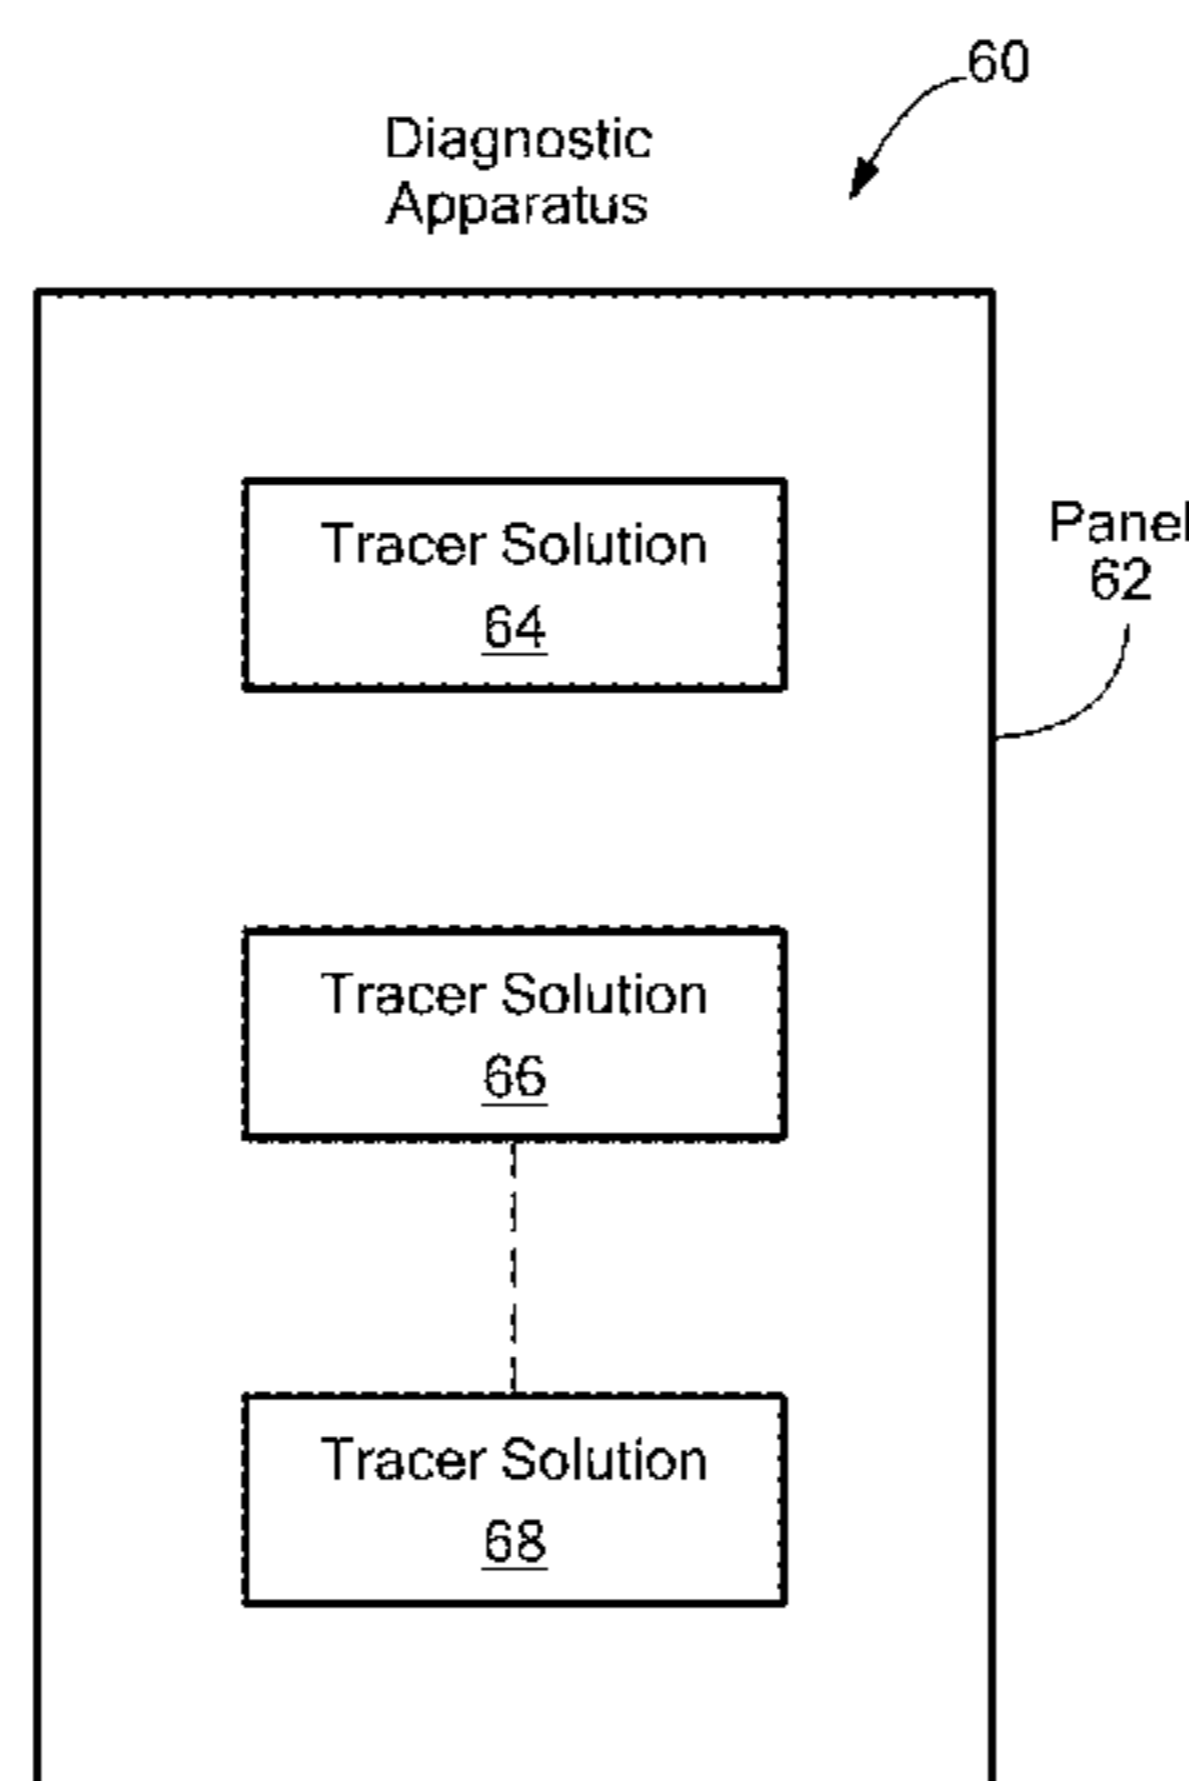 60
Diagnostic
Apparatus
Tracer Solution
64
Panel
62
Tracer Solution
66
Tracer Solution
68